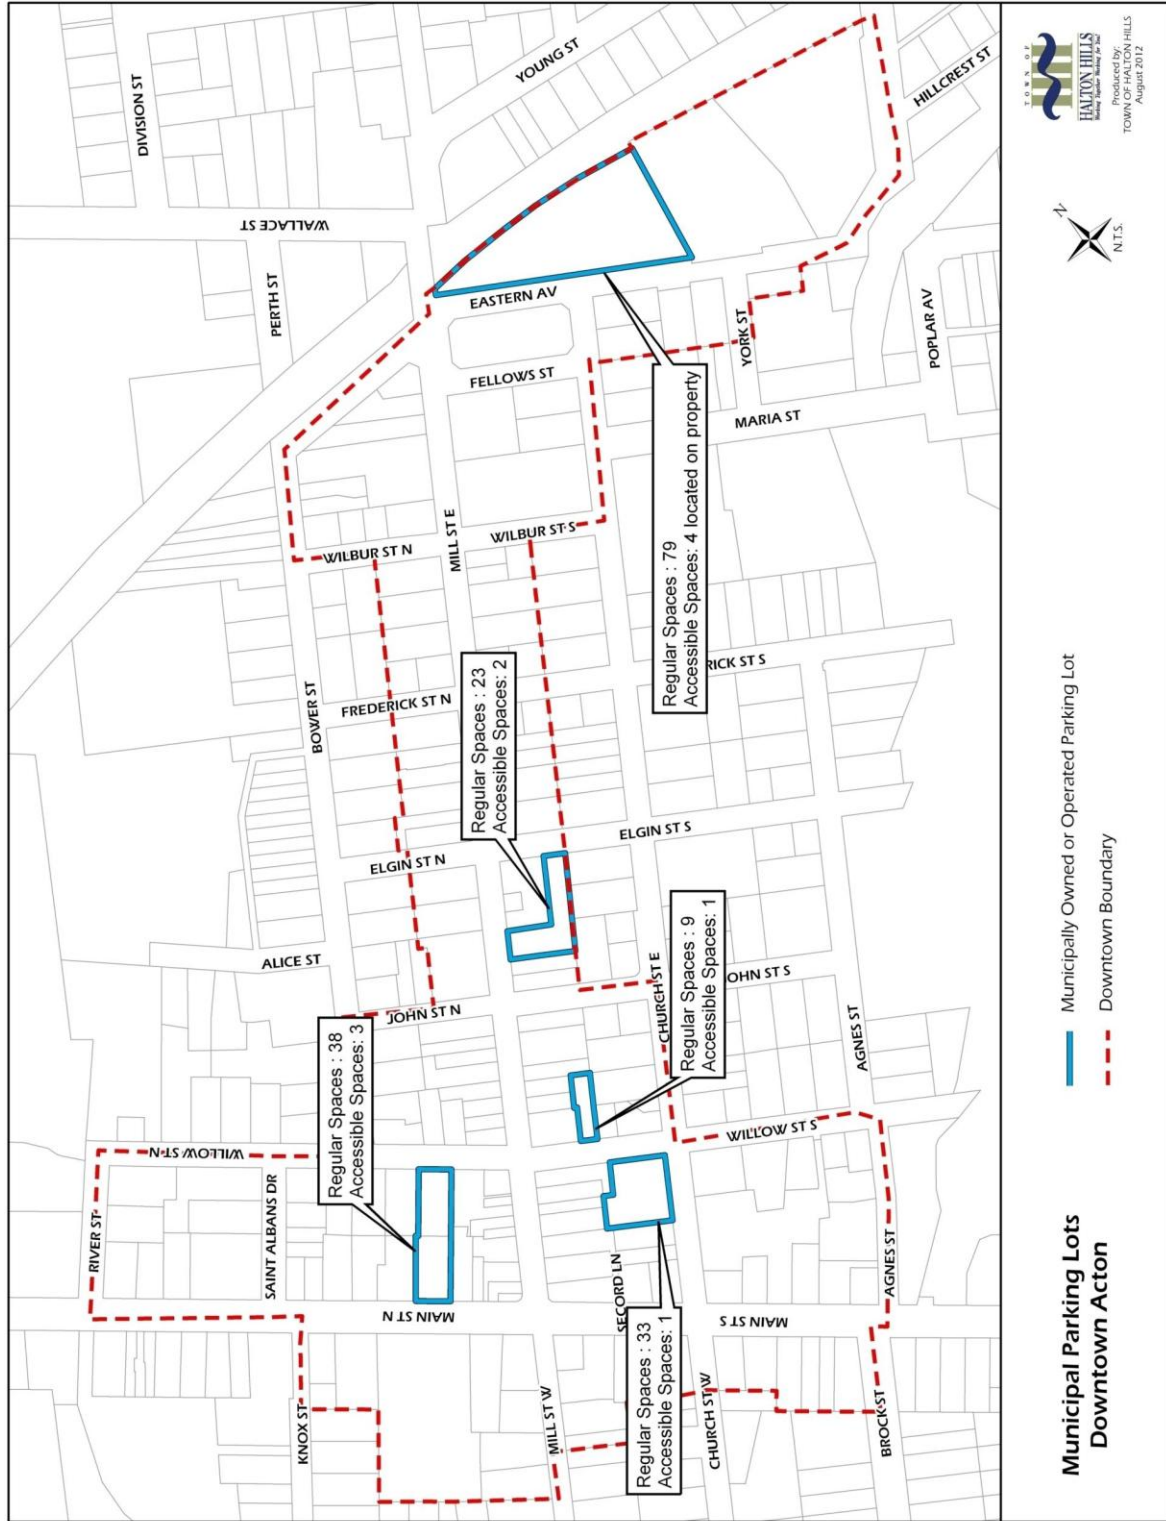 DIVISION ST
YOUNG ST
WALLACE ST
HILLCREST ST
PERTH ST
EASTERN AV
FELLOWS ST
YORK ST
POPLAR AV
MARIA ST
WILBUR ST N
MILL ST E
WILBUR ST S
Regular Spaces : 79
Accessible Spaces: 4 located on property
BOWER ST
FREDERICK ST N
Regular Spaces : 23
Accessible Spaces: 2
RICK ST S
ELGIN ST N
ELGIN ST S
ALICE ST
JOHN ST N
CHURCH ST E
OHN ST S
AGNES ST
Regular Spaces : 38
Accessible Spaces: 3
Regular Spaces : 9
Accessible Spaces: 1
WILLOW ST N
WILLOW ST S
RIVER ST
SAINT ALBANS DR
MAIN ST N
SECORD LN
MAIN ST S
AGNES ST
Regular Spaces : 33
Accessible Spaces: 1
KNOX ST
MILL ST W
CHURCH ST W
BROCK ST
Municipal Parking Lots
Downtown Acton
Municipally Owned or Operated Parking Lot
Downtown Boundary
N
N.T.S.
TOWN OF
HALTON HILLS
Working Together Working for You!
Produced by:
TOWN OF HALTON HILLS
August 2012